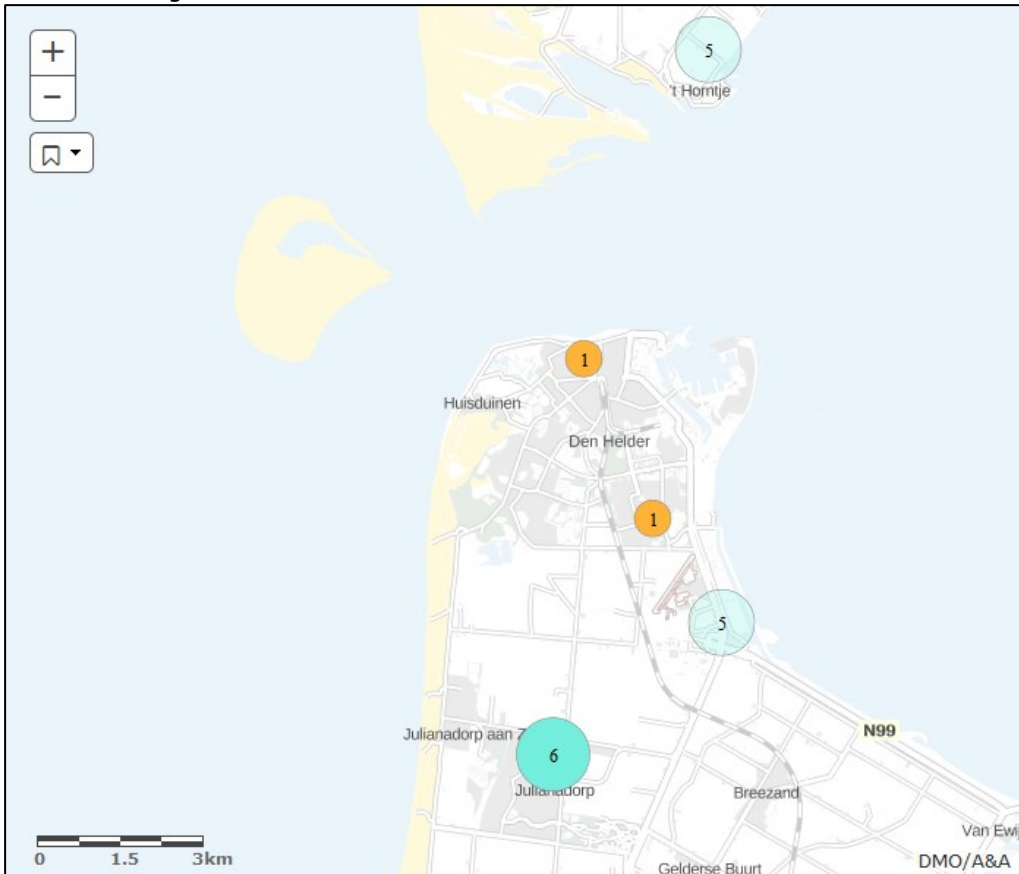 +
5
't Horntje
−
1
Huisduinen
Den Helder
1
5
N99
Julianadorp aan Z
6
Julianadorp
Breezand
Van Ewij
0 1.5 3km
Gelderse Buurt
DMO/A&A